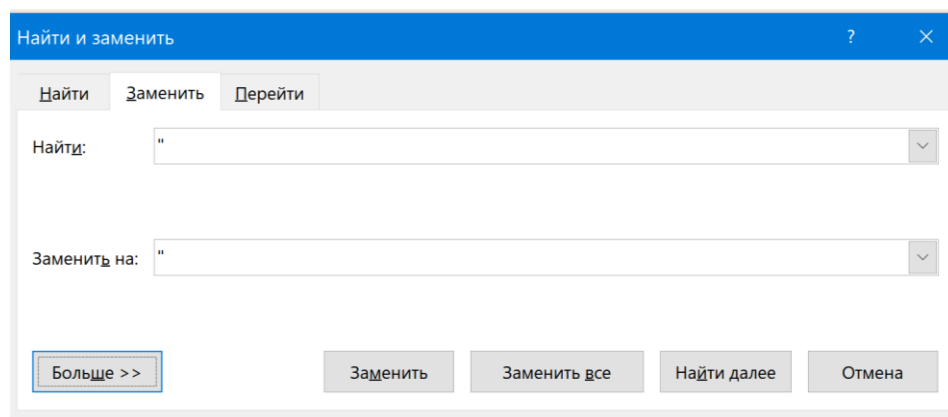 Найти и заменить ? ×
Найти Заменить Перейти
Найти: "
Заменить на: "
Больше >> Заменить Заменить все Найти далее Отмена